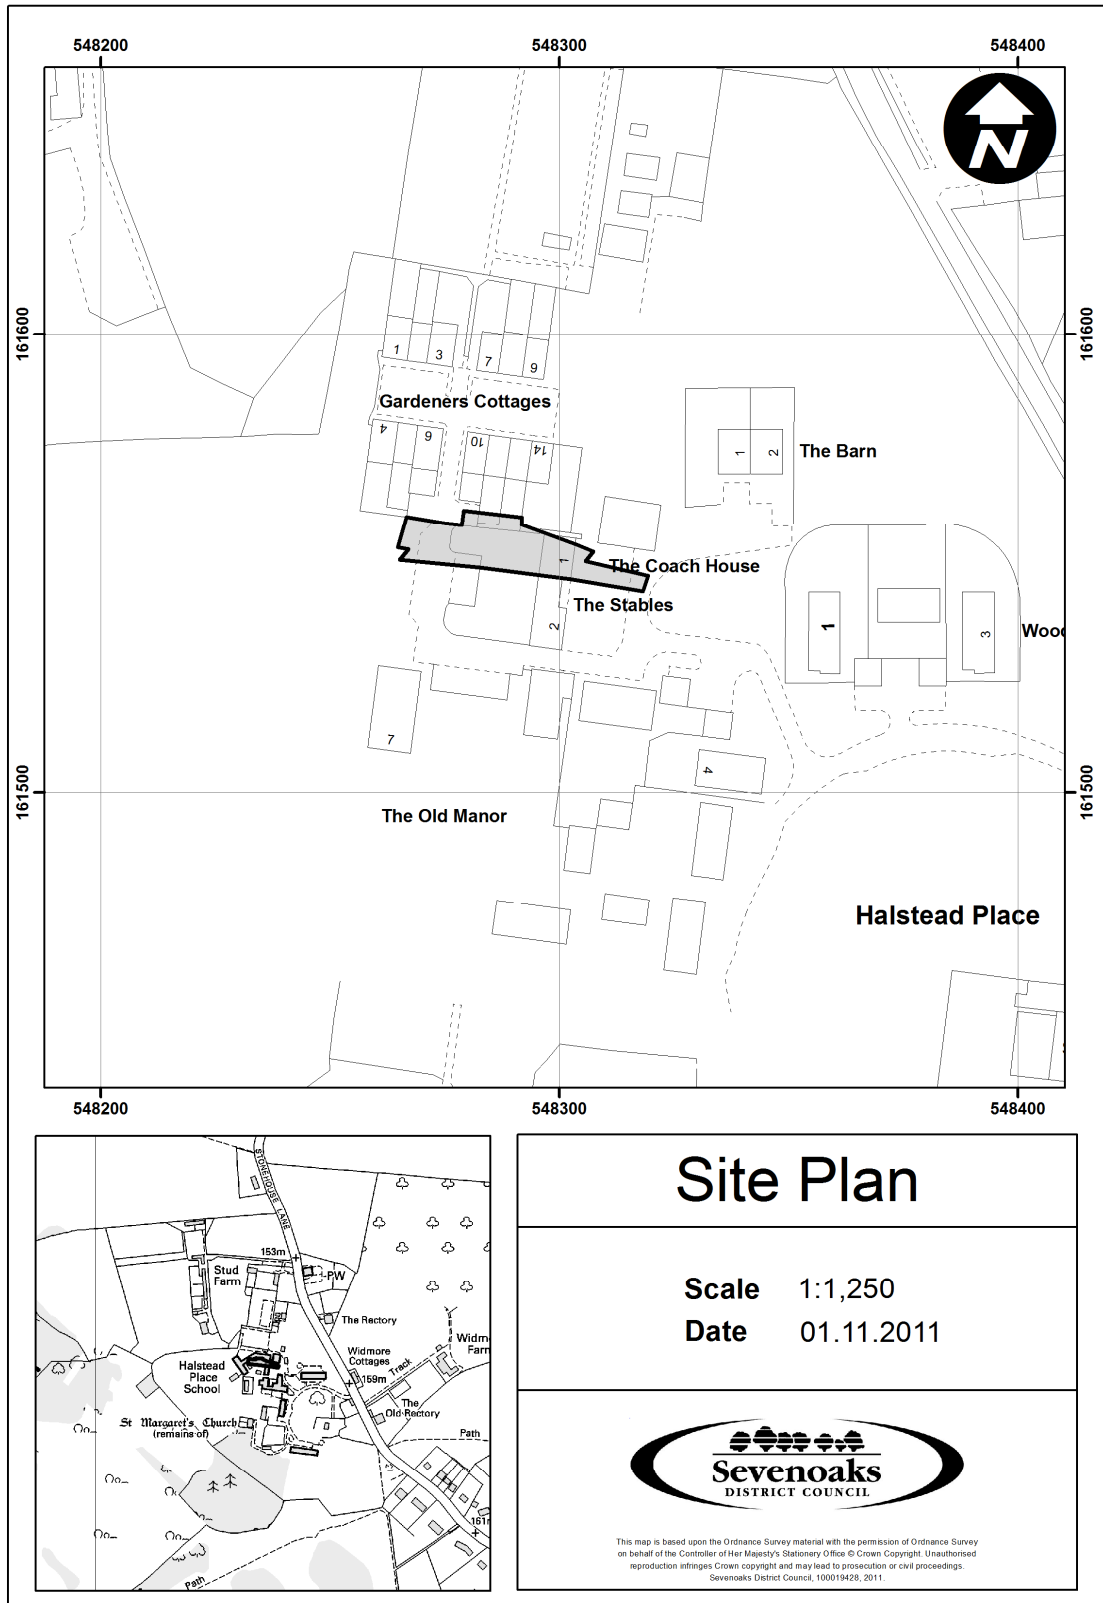 548200
548300
548400
N
161600
161600
1
3
7
9
Gardeners Cottages
4
6
10
14
1
2
The Barn
1
The Coach House
The Stables
2
1
3
7
4
161500
161500
The Old Manor
Halstead Place
548200
548300
548400
STONEHOUSE LANE
153m
Stud
Farm
PW
The Rectory
Widmore
Cottages
Track
Halstead
Place
School
159m
The
Old Rectory
St Margaret's Church
(remains of)
Path
Path
Site Plan
Scale 1:1,250
Date 01.11.2011
Sevenoaks
DISTRICT COUNCIL
This map is based upon the Ordnance Survey material with the permission of Ordnance Survey
on behalf of the Controller of Her Majesty's Stationery Office © Crown Copyright. Unauthorised
reproduction infringes Crown copyright and may lead to prosecution or civil proceedings.
Sevenoaks District Council, 100019428, 2011.